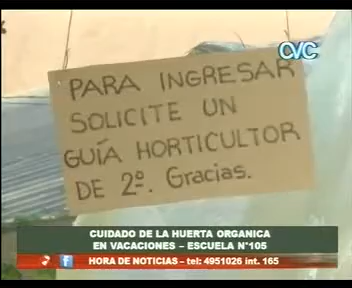 CVC
PARA INGRESAR
SOLICITE UN
GUÍA HORTICULTOR
DE 2º. Gracias.
CUIDADO DE LA HUERTA ORGANICA
EN VACACIONES – ESCUELA N°105
HORA DE NOTICIAS – tel: 4951026 int. 165